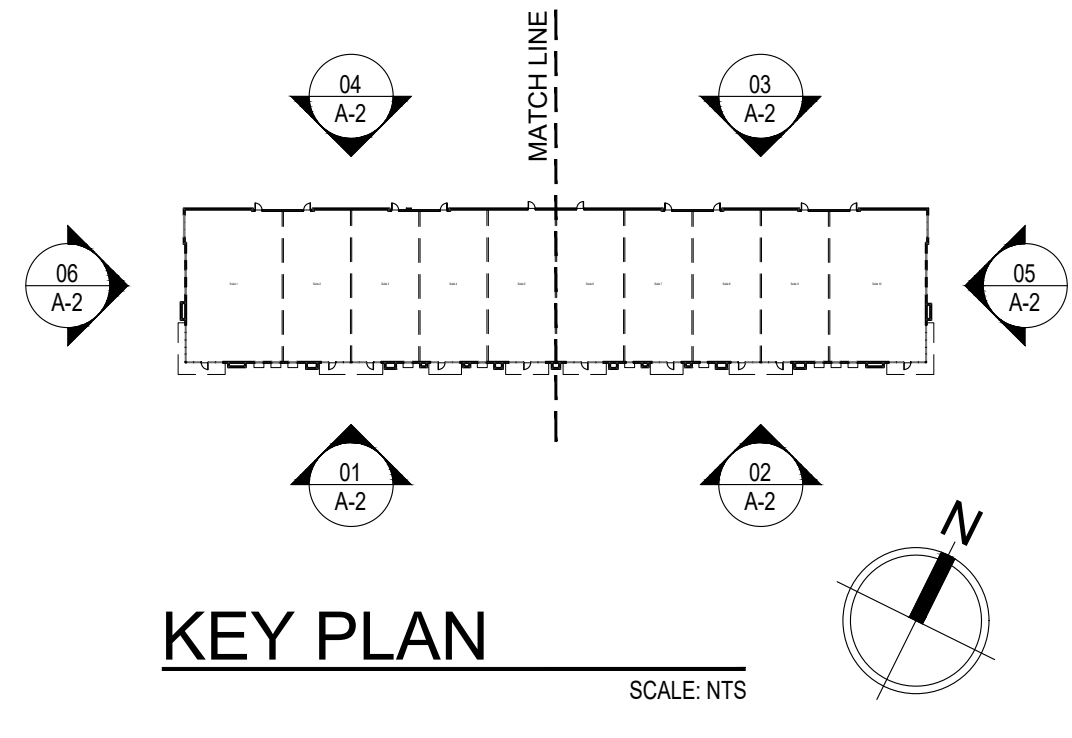 MATCH LINE
04
A-2
03
A-2
06
A-2
05
A-2
01
A-2
02
A-2
N
KEY PLAN
SCALE: NTS